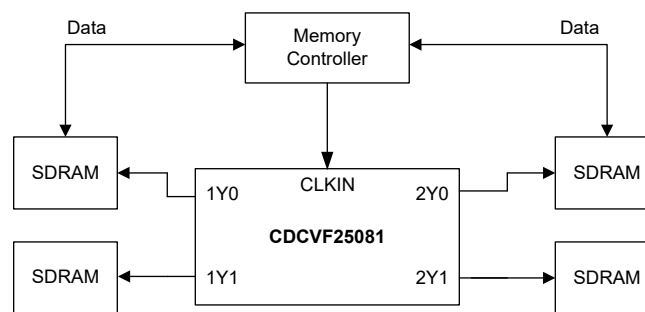 Data
Memory
Controller
Data
SDRAM
1Y0
CLKIN
2Y0
SDRAM
CDCVF25081
SDRAM
1Y1
2Y1
SDRAM